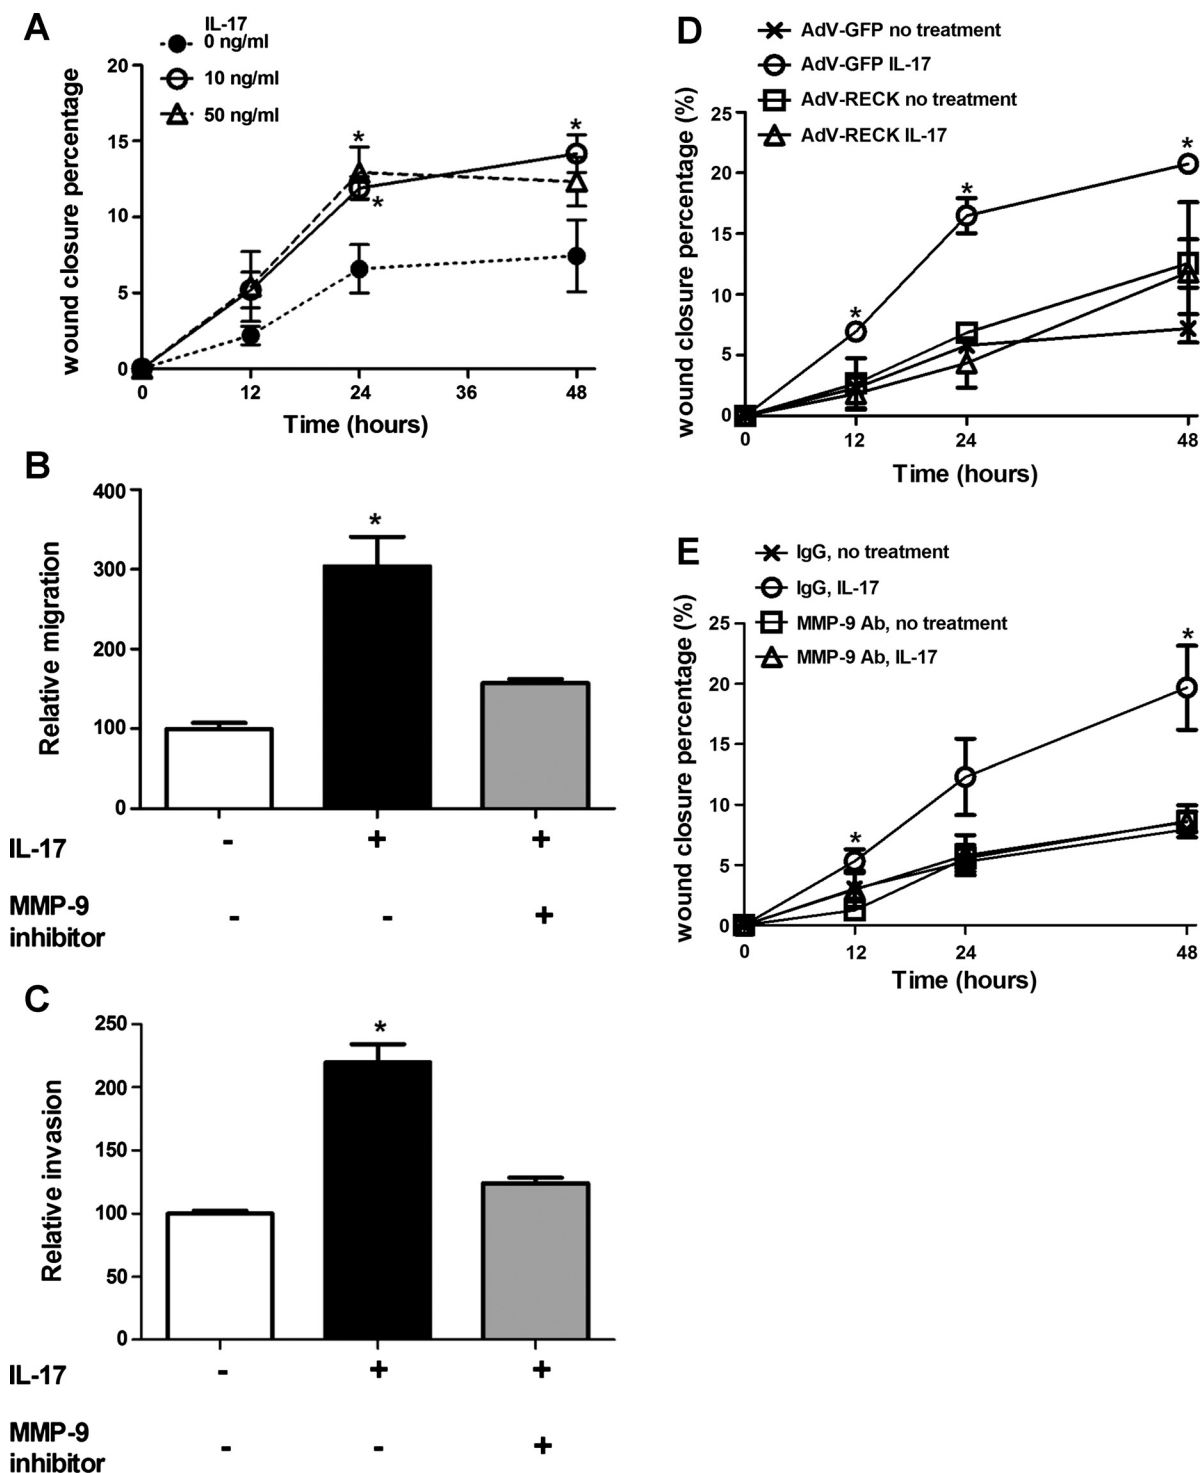 A
IL-17
0 ng/ml
10 ng/ml
50 ng/ml
wound closure percentage
20
15
10
5
0
*
*
*
0 12 24 36 48
Time (hours)
B
Relative migration
400
300
200
100
0
*
IL-17 - + +
MMP-9
inhibitor - - +
C
Relative invasion
250
200
150
100
50
0
*
IL-17 - + +
MMP-9
inhibitor - - +
D
AdV-GFP no treatment
AdV-GFP IL-17
AdV-RECK no treatment
AdV-RECK IL-17
wound closure percentage (%)
25
20
15
10
5
0
*
*
*
0 12 24 48
Time (hours)
E
IgG, no treatment
IgG, IL-17
MMP-9 Ab, no treatment
MMP-9 Ab, IL-17
wound closure percentage (%)
25
20
15
10
5
0
*
*
0 12 24 48
Time (hours)